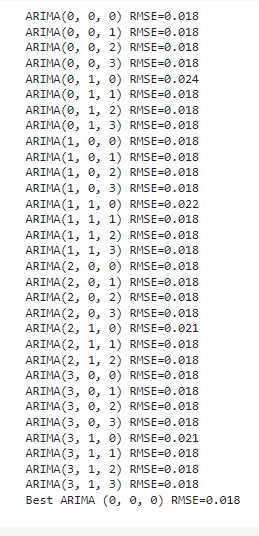 ARIMA(0, 0, 0) RMSE=0.018
ARIMA(0, 0, 1) RMSE=0.018
ARIMA(0, 0, 2) RMSE=0.018
ARIMA(0, 0, 3) RMSE=0.018
ARIMA(0, 1, 0) RMSE=0.024
ARIMA(0, 1, 1) RMSE=0.018
ARIMA(0, 1, 2) RMSE=0.018
ARIMA(0, 1, 3) RMSE=0.018
ARIMA(1, 0, 0) RMSE=0.018
ARIMA(1, 0, 1) RMSE=0.018
ARIMA(1, 0, 2) RMSE=0.018
ARIMA(1, 0, 3) RMSE=0.018
ARIMA(1, 1, 0) RMSE=0.022
ARIMA(1, 1, 1) RMSE=0.018
ARIMA(1, 1, 2) RMSE=0.018
ARIMA(1, 1, 3) RMSE=0.018
ARIMA(2, 0, 0) RMSE=0.018
ARIMA(2, 0, 1) RMSE=0.018
ARIMA(2, 0, 2) RMSE=0.018
ARIMA(2, 0, 3) RMSE=0.018
ARIMA(2, 1, 0) RMSE=0.021
ARIMA(2, 1, 1) RMSE=0.018
ARIMA(2, 1, 2) RMSE=0.018
ARIMA(3, 0, 0) RMSE=0.018
ARIMA(3, 0, 1) RMSE=0.018
ARIMA(3, 0, 2) RMSE=0.018
ARIMA(3, 0, 3) RMSE=0.018
ARIMA(3, 1, 0) RMSE=0.021
ARIMA(3, 1, 1) RMSE=0.018
ARIMA(3, 1, 2) RMSE=0.018
ARIMA(3, 1, 3) RMSE=0.018
Best ARIMA (0, 0, 0) RMSE=0.018